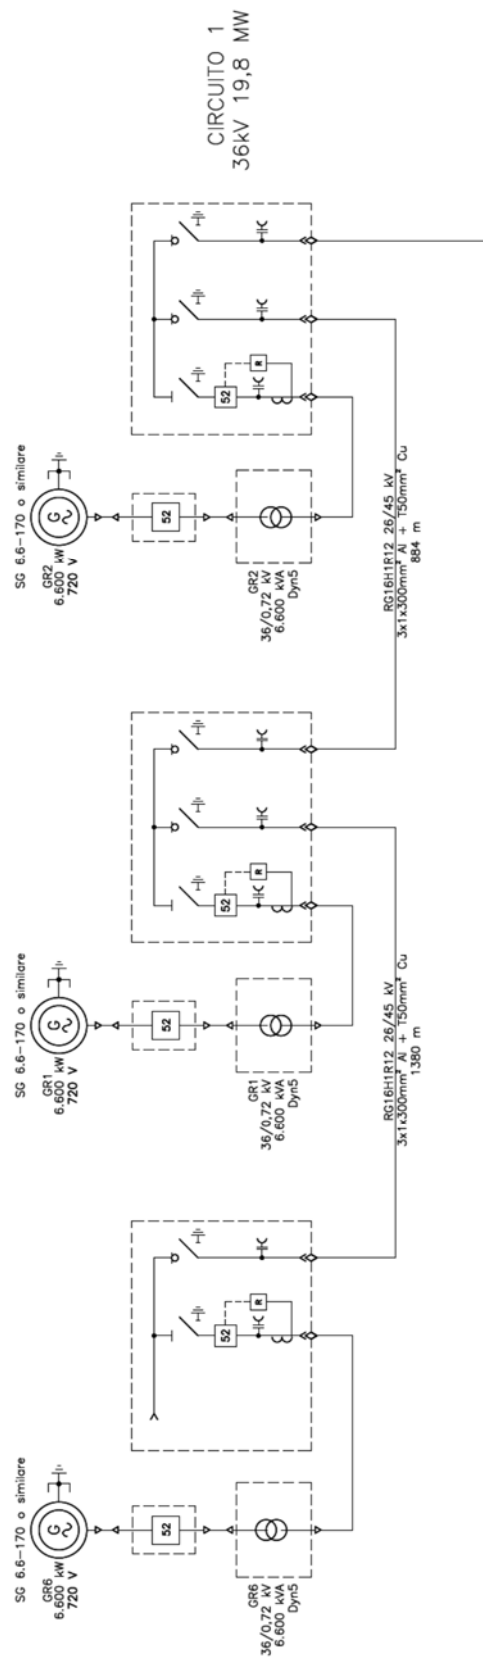 CIRCUITO 1
36kV 19,8 MW
SG 6.6-170 o similare
GR2
6.600 kW
720 V
G
52
GR2
36/0,72 kV
6.600 kVA
Dyn5
52
R
RG16H1R12 26/45 kV
3x1x300mm² Al + T50mm² Cu
884 m
SG 6.6-170 o similare
GR1
6.600 kW
720 V
G
52
GR1
36/0,72 kV
6.600 kVA
Dyn5
52
R
RG16H1R12 26/45 kV
3x1x300mm² Al + T50mm² Cu
1380 m
SG 6.6-170 o similare
GR6
6.600 kW
720 V
G
52
GR6
36/0,72 kV
6.600 kVA
Dyn5
52
R